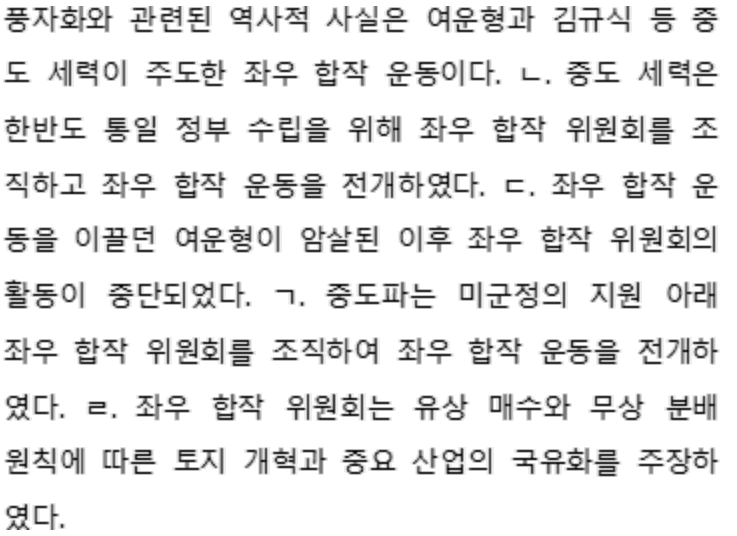 풍자화와 관련된 역사적 사실은 여운형과 김규식 등 중
도 세력이 주도한 좌우 합작 운동이다. ㄴ. 중도 세력은
한반도 통일 정부 수립을 위해 좌우 합작 위원회를 조
직하고 좌우 합작 운동을 전개하였다. ㄷ. 좌우 합작 운
동을 이끌던 여운형이 암살된 이후 좌우 합작 위원회의
활동이 중단되었다. ㄱ. 중도파는 미군정의 지원 아래
좌우 합작 위원회를 조직하여 좌우 합작 운동을 전개하
였다. ㄹ. 좌우 합작 위원회는 유상 매수와 무상 분배
원칙에 따른 토지 개혁과 중요 산업의 국유화를 주장하
였다.